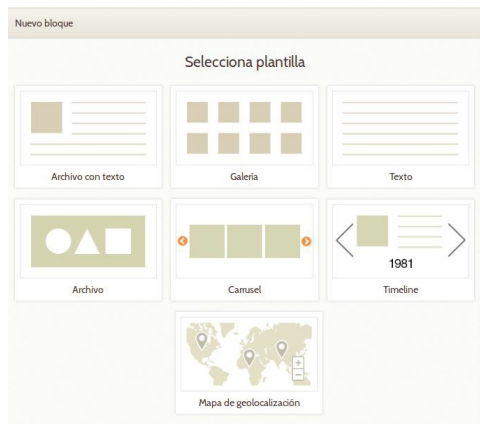 Nuevo bloque
Selecciona plantilla
Archivo con texto
Galería
Texto
Archivo
Carrusel
1981
Timeline
+
−
Mapa de geolocalización